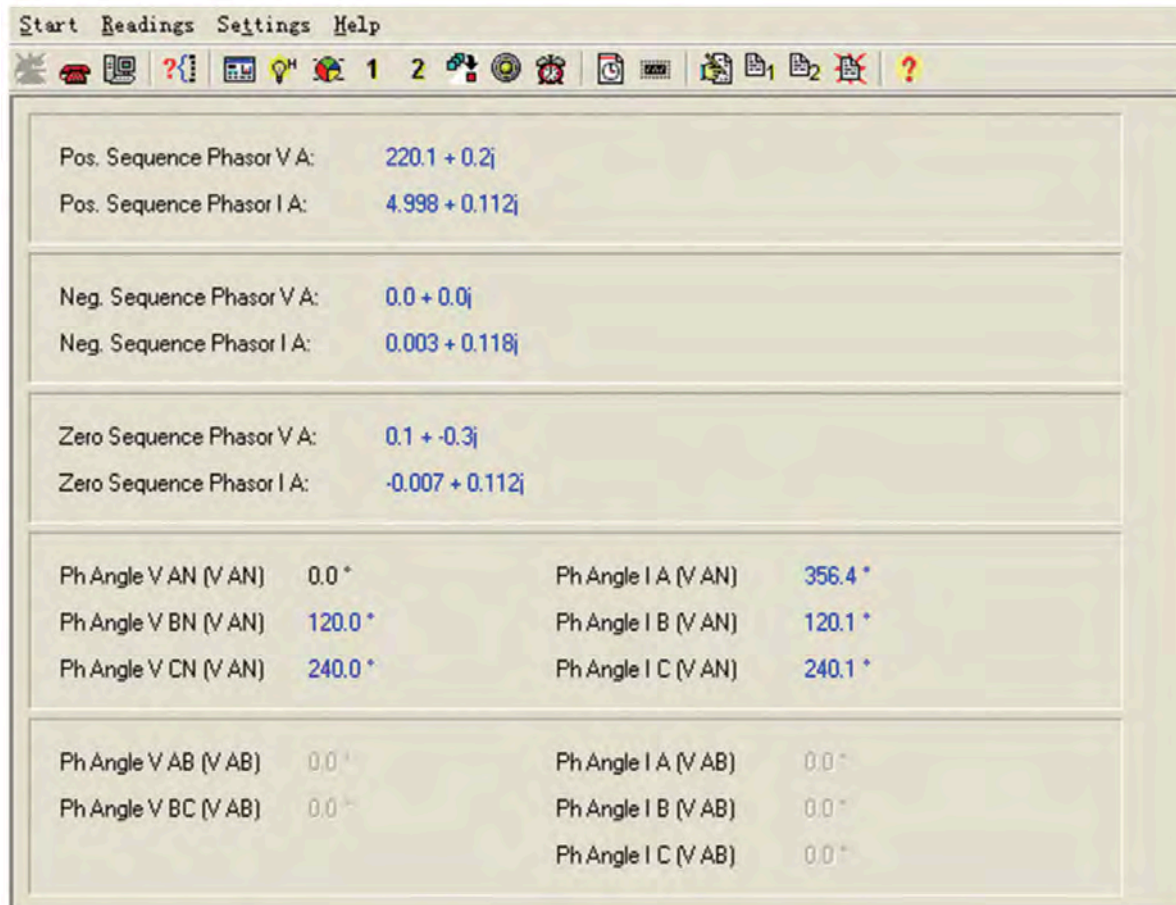 Start Readings Settings Help
?{ H 1 2 1 2 ?
Pos. Sequence Phasor V A: 220.1 + 0.2j
Pos. Sequence Phasor I A: 4.998 + 0.112j
Neg. Sequence Phasor V A: 0.0 + 0.0j
Neg. Sequence Phasor I A: 0.003 + 0.118j
Zero Sequence Phasor V A: 0.1 + -0.3j
Zero Sequence Phasor I A: -0.007 + 0.112j
Ph Angle V AN (V AN) 0.0 ° Ph Angle I A (V AN) 356.4 °
Ph Angle V BN (V AN) 120.0 ° Ph Angle I B (V AN) 120.1 °
Ph Angle V CN (V AN) 240.0 ° Ph Angle I C (V AN) 240.1 °
Ph Angle V AB (V AB) 0.0 ° Ph Angle I A (V AB) 0.0 °
Ph Angle V BC (V AB) 0.0 ° Ph Angle I B (V AB) 0.0 °
Ph Angle I C (V AB) 0.0 °